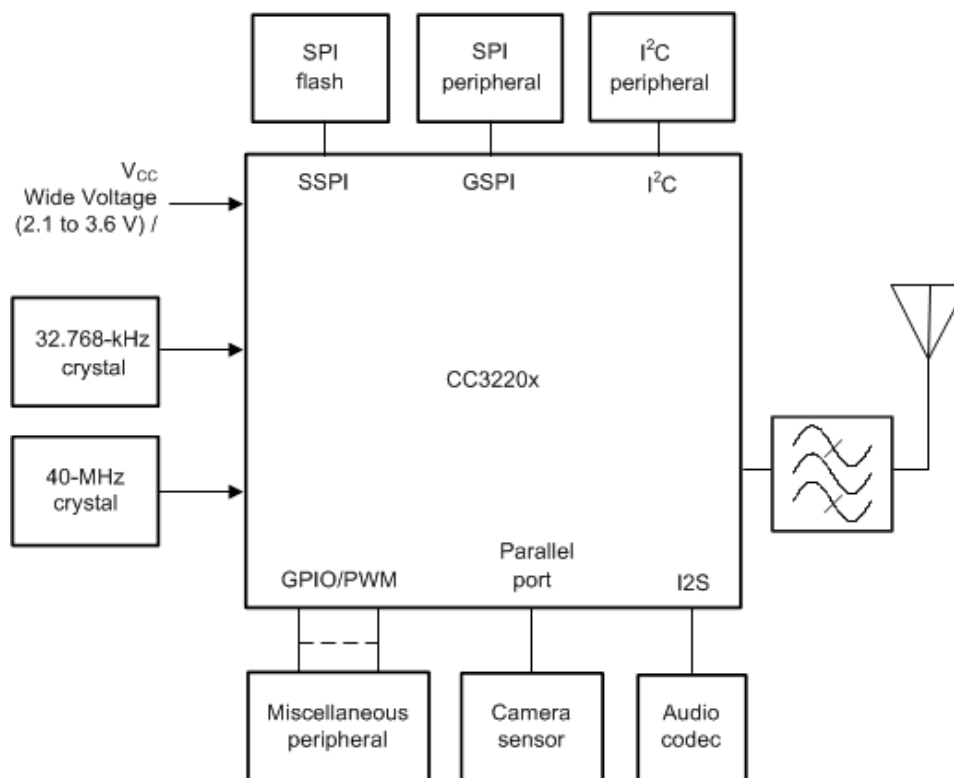 SPI
flash
SPI
peripheral
I²C
peripheral
V_CC
Wide Voltage
(2.1 to 3.6 V) /
SSPI
GSPI
I²C
32.768-kHz
crystal
CC3220x
40-MHz
crystal
GPIO/PWM
Parallel
port
I2S
Miscellaneous
peripheral
Camera
sensor
Audio
codec